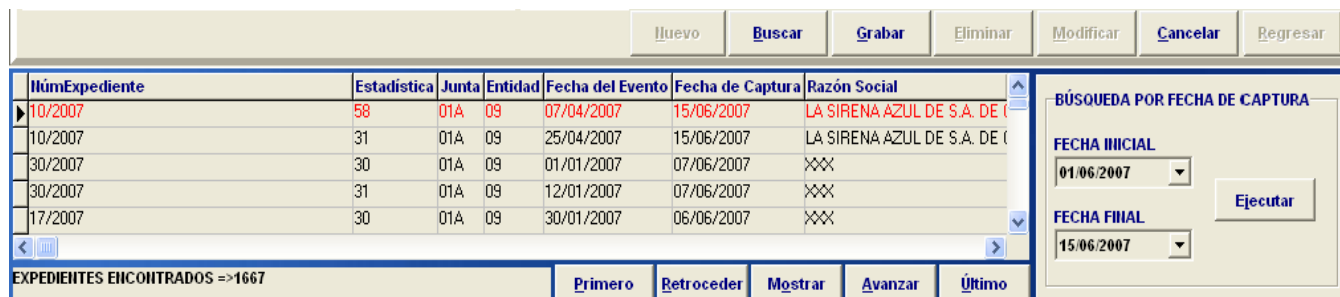 Nuevo Buscar Grabar Eliminar Modificar Cancelar Regresar
NúmExpediente Estadística Junta Entidad Fecha del Evento Fecha de Captura Razón Social
10/2007 58 01A 09 07/04/2007 15/06/2007 LA SIRENA AZUL DE S.A. DE
10/2007 31 01A 09 25/04/2007 15/06/2007 LA SIRENA AZUL DE S.A. DE
30/2007 30 01A 09 01/01/2007 07/06/2007 XXX
30/2007 31 01A 09 12/01/2007 07/06/2007 XXX
17/2007 30 01A 09 30/01/2007 06/06/2007 XXX
EXPEDIENTES ENCONTRADOS =>1667
Primero Retroceder Mostrar Avanzar Último
BÚSQUEDA POR FECHA DE CAPTURA
FECHA INICIAL
01/06/2007
Ejecutar
FECHA FINAL
15/06/2007